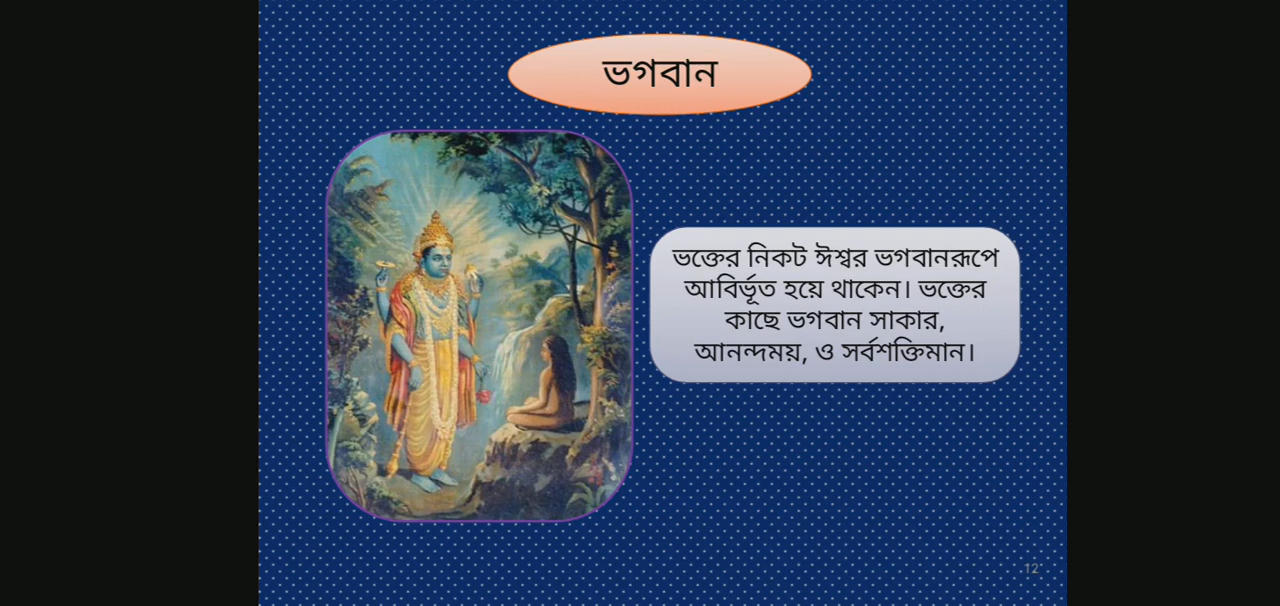 ভগবান
ভক্তের নিকট ঈশ্বর ভগবানরূপে
আবির্ভূত হয়ে থাকেন। ভক্তের
কাছে ভগবান সাকার,
আনন্দময়, ও সর্বশক্তিমান।
12